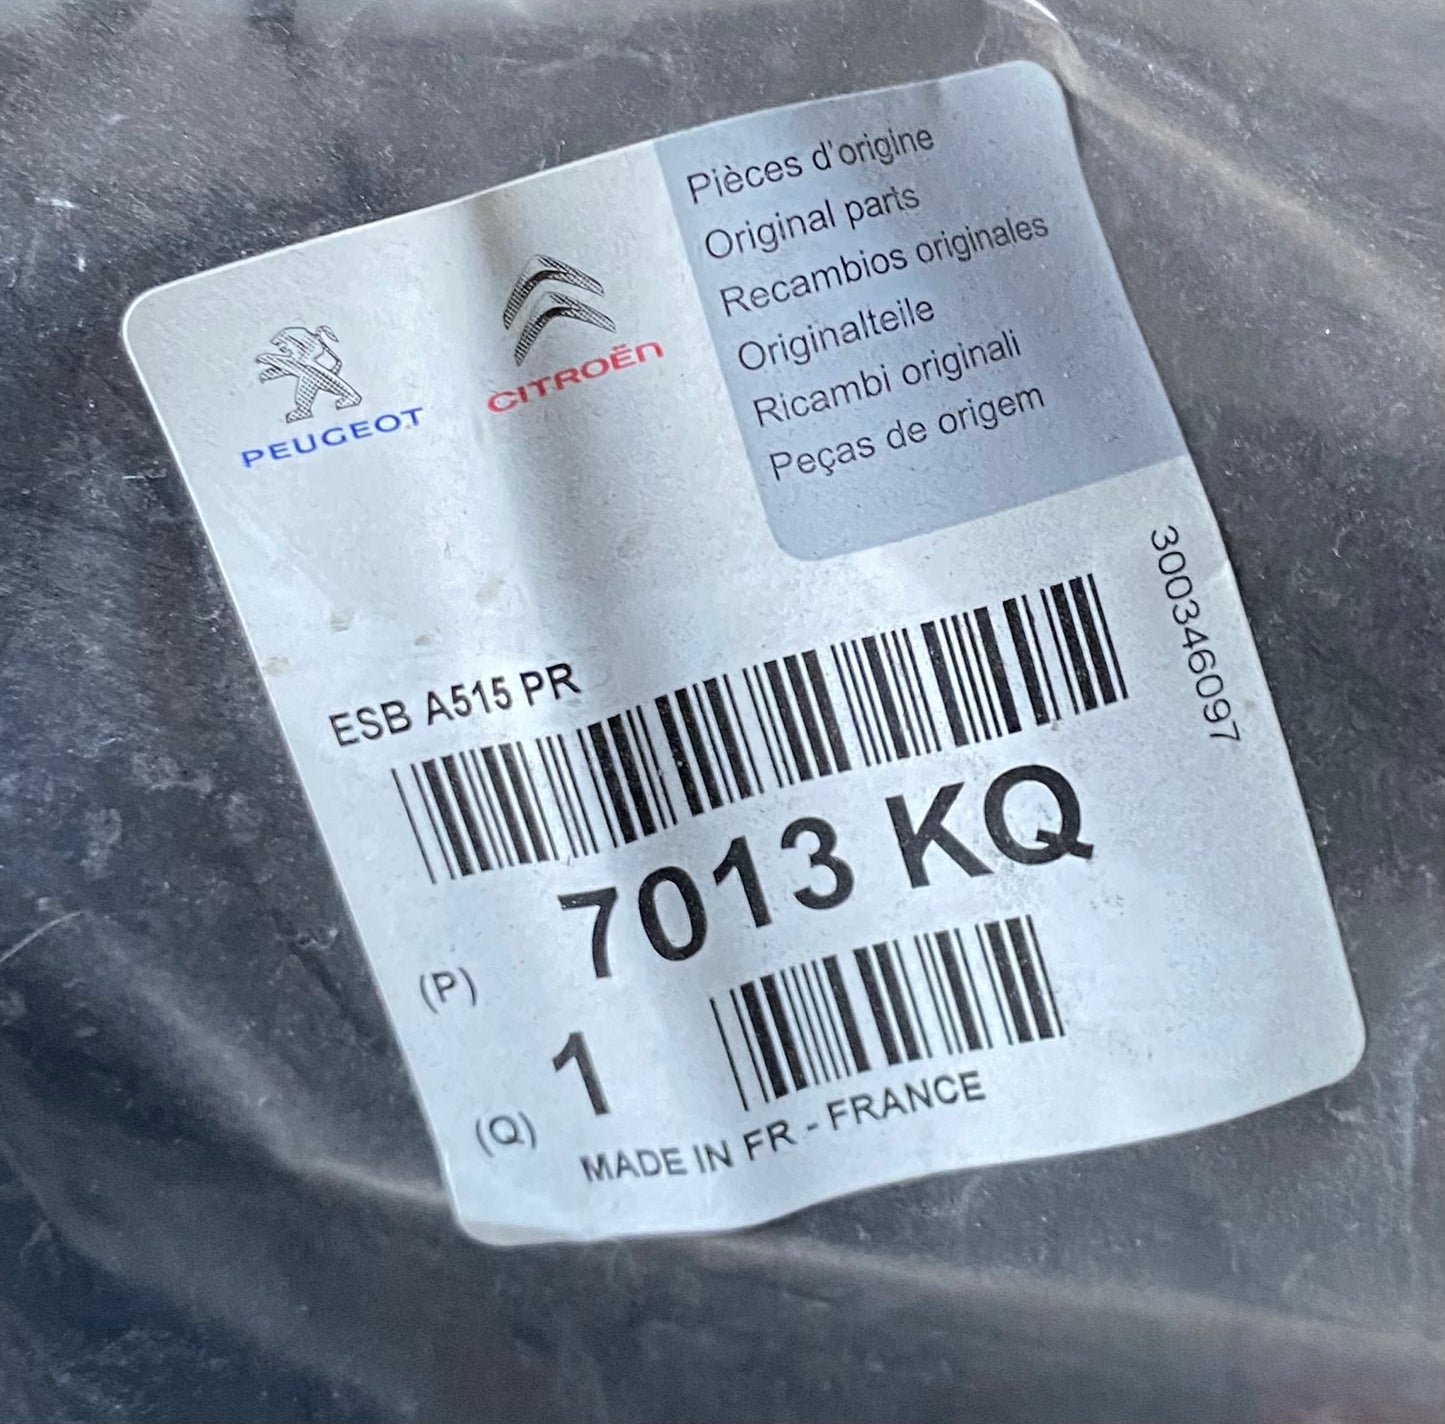 PEUGEOT
CITROËN
Pièces d'origine
Original parts
Recambios originales
Originalteile
Ricambi originali
Peças de origem
300346097
ESB A515 PR
(P) 7013 KQ
(Q) 1
MADE IN FR - FRANCE